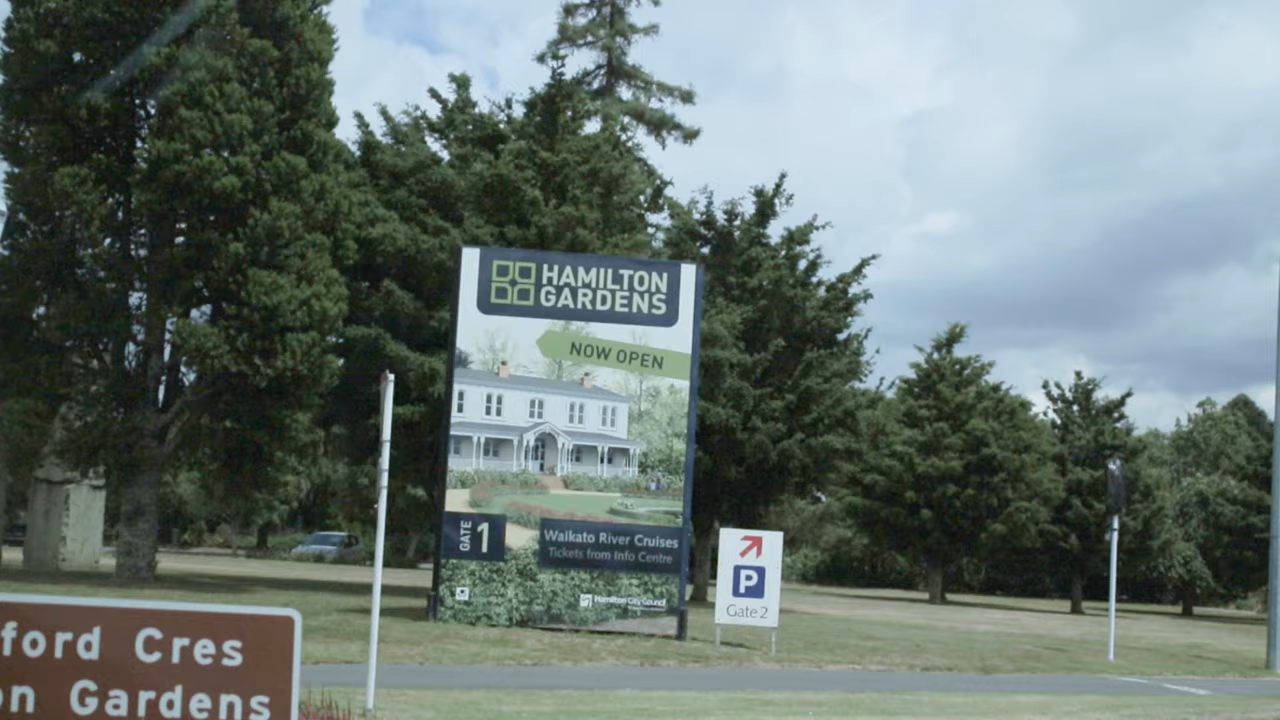 HAMILTON
GARDENS
NOW OPEN
GATE 1
Waikato River Cruises
Tickets from Info Centre
Hamilton City Council
P
Gate 2
ford Cres
on Gardens